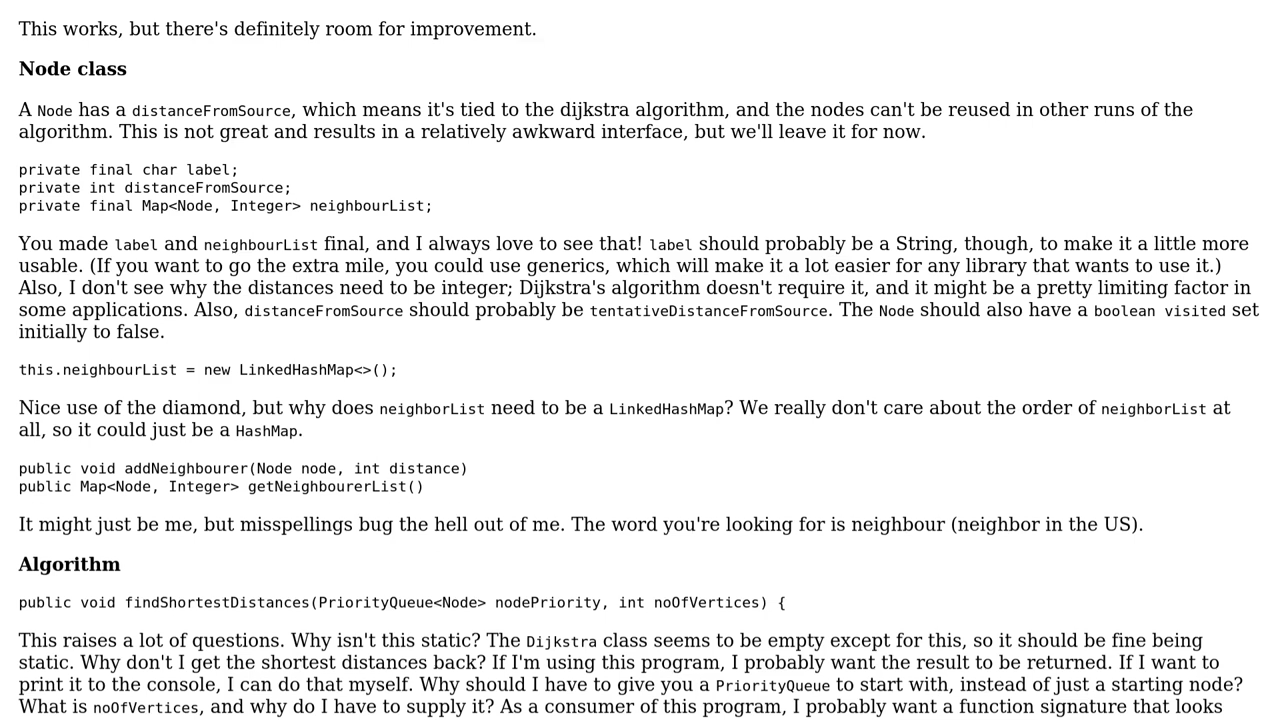 This works, but there's definitely room for improvement.
Node class
A Node has a distanceFromSource, which means it's tied to the dijkstra algorithm, and the nodes can't be reused in other runs of the
algorithm. This is not great and results in a relatively awkward interface, but we'll leave it for now.
private final char label;
private int distanceFromSource;
private final Map<Node, Integer> neighbourList;
You made label and neighbourList final, and I always love to see that! label should probably be a String, though, to make it a little more
usable. (If you want to go the extra mile, you could use generics, which will make it a lot easier for any library that wants to use it.)
Also, I don't see why the distances need to be integer; Dijkstra's algorithm doesn't require it, and it might be a pretty limiting factor in
some applications. Also, distanceFromSource should probably be tentativeDistanceFromSource. The Node should also have a boolean visited set
initially to false.
this.neighbourList = new LinkedHashMap<>();
Nice use of the diamond, but why does neighborList need to be a LinkedHashMap? We really don't care about the order of neighborList at
all, so it could just be a HashMap.
public void addNeighbourer(Node node, int distance)
public Map<Node, Integer> getNeighbourerList()
It might just be me, but misspellings bug the hell out of me. The word you're looking for is neighbour (neighbor in the US).
Algorithm
public void findShortestDistances(PriorityQueue<Node> nodePriority, int noOfVertices) {
This raises a lot of questions. Why isn't this static? The Dijkstra class seems to be empty except for this, so it should be fine being
static. Why don't I get the shortest distances back? If I'm using this program, I probably want the result to be returned. If I want to
print it to the console, I can do that myself. Why should I have to give you a PriorityQueue to start with, instead of just a starting node?
What is noOfVertices, and why do I have to supply it? As a consumer of this program, I probably want a function signature that looks